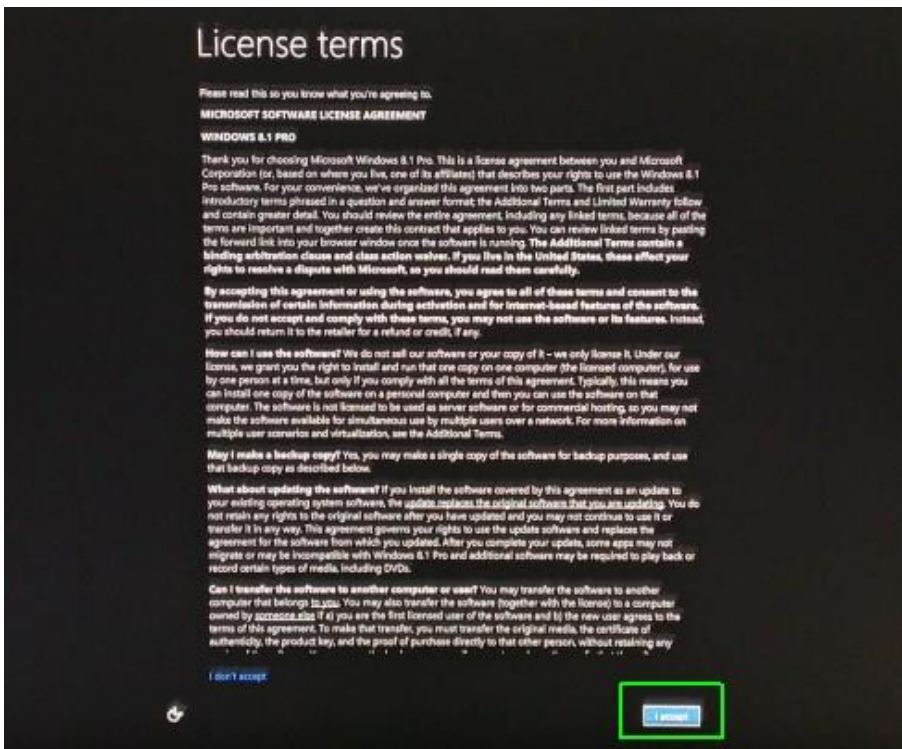 License terms
Please read this so you know what you're agreeing to.
MICROSOFT SOFTWARE LICENSE AGREEMENT
WINDOWS 8.1 PRO
Thank you for choosing Microsoft Windows 8.1 Pro. This is a license agreement between you and Microsoft
Corporation (or, based on where you live, one of its affiliates) that describes your rights to use the Windows 8.1
Pro software. For your convenience, we've organized this agreement into two parts. The first part includes
introductory terms phrased in a question and answer format; the Additional Terms and Limited Warranty follow
and contain greater detail. You should review the entire agreement, including any linked terms, because all of the
terms are important and together create this contract that applies to you. You can review linked terms by pasting
the forward link into your browser window once the software is running. The Additional Terms contain a
binding arbitration clause and class action waiver. If you live in the United States, these affect your
rights to resolve a dispute with Microsoft, so you should read them carefully.
By accepting this agreement or using the software, you agree to all of these terms and consent to the
transmission of certain information during activation and for internet-based features of the software.
If you do not accept and comply with these terms, you may not use the software or its features. Instead,
you should return it to the retailer for a refund or credit, if any.
How can I use the software? We do not sell our software or your copy of it – we only license it. Under our
license, we grant you the right to install and run that one copy on one computer (the licensed computer), for use
by one person at a time, but only if you comply with all the terms of this agreement. Typically, this means you
can install one copy of the software on a personal computer and then you can use the software on that
computer. The software is not licensed to be used as server software or for commercial hosting, so you may not
make the software available for simultaneous use by multiple users over a network. For more information on
multiple user scenarios and virtualization, see the Additional Terms.
May I make a backup copy? Yes, you may make a single copy of the software for backup purposes, and use
that backup copy as described below.
What about updating the software? If you install the software covered by this agreement as an update to
your existing operating system software, the update replaces the original software that you are updating. You do
not retain any rights to the original software after you have updated and you may not continue to use it or
transfer it in any way. This agreement governs your rights to use the update software and replaces the
agreement for the software from which you updated. After you complete your update, some apps may not
migrate or may be incompatible with Windows 8.1 Pro and additional software may be required to play back or
record certain types of media, including DVDs.
Can I transfer the software to another computer or user? You may transfer the software to another
computer that belongs to you. You may also transfer the software (together with the license) to a computer
owned by someone else if a) you are the first licensed user of the software and b) the new user agrees to the
terms of this agreement. To make that transfer, you must transfer the original media, the certificate of
authenticity, the product key, and the proof of purchase directly to that other person, without retaining any
I don't accept
I accept